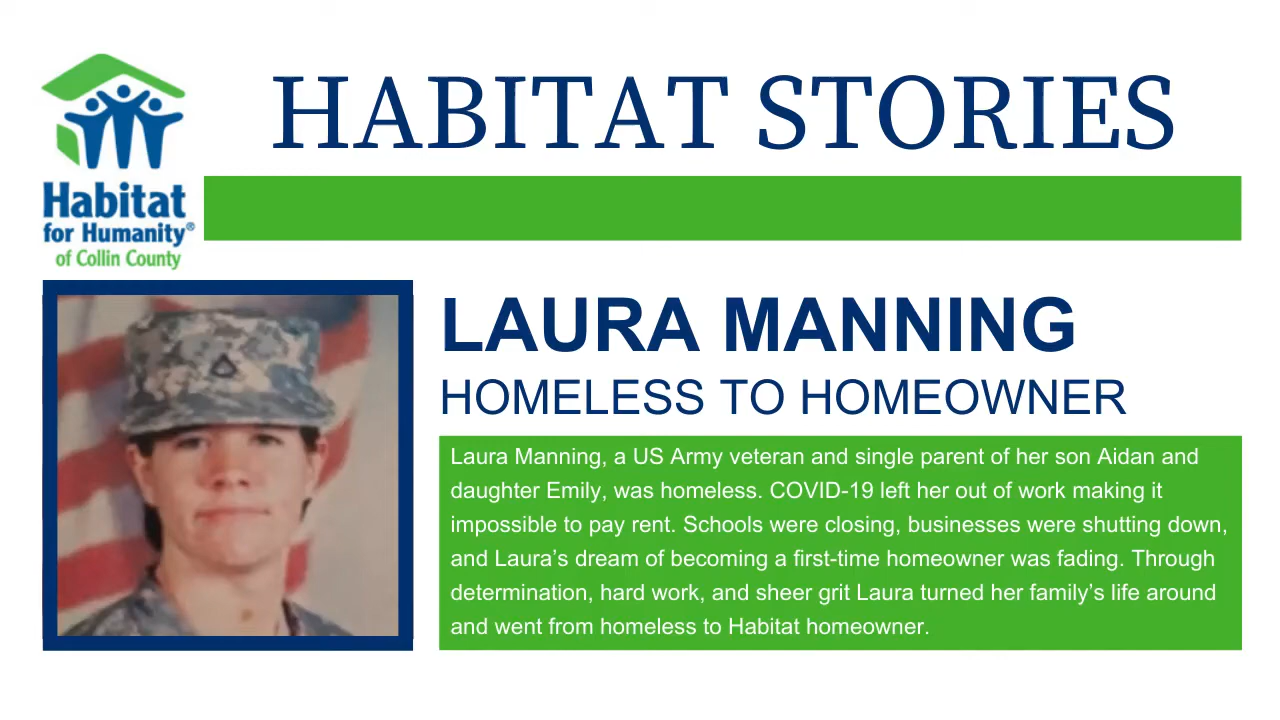 HABITAT STORIES
Habitat
for Humanity®
of Collin County
LAURA MANNING
HOMELESS TO HOMEOWNER
Laura Manning, a US Army veteran and single parent of her son Aidan and
daughter Emily, was homeless. COVID-19 left her out of work making it
impossible to pay rent. Schools were closing, businesses were shutting down,
and Laura’s dream of becoming a first-time homeowner was fading. Through
determination, hard work, and sheer grit Laura turned her family’s life around
and went from homeless to Habitat homeowner.